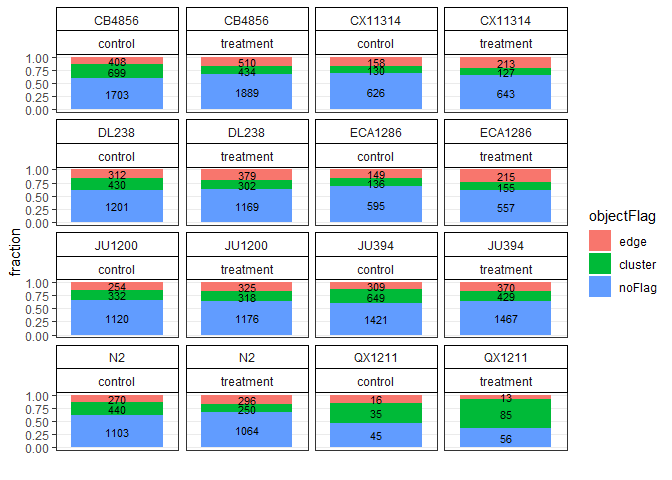 CB4856 CB4856 CX11314 CX11314
control treatment control treatment
1.00 0.75 0.50 0.25 0.00
408 699 1703
510 434 1889
158 130 626
213 127 643
DL238 DL238 ECA1286 ECA1286
control treatment control treatment
1.00 0.75 0.50 0.25 0.00
312 430 1201
379 302 1169
149 136 595
215 155 557
JU1200 JU1200 JU394 JU394
control treatment control treatment
1.00 0.75 0.50 0.25 0.00
254 332 1120
325 318 1176
309 649 1421
370 429 1467
N2 N2 QX1211 QX1211
control treatment control treatment
1.00 0.75 0.50 0.25 0.00
270 440 1103
296 250 1064
16 35 45
13 85 56
fraction
objectFlag
edge
cluster
noFlag